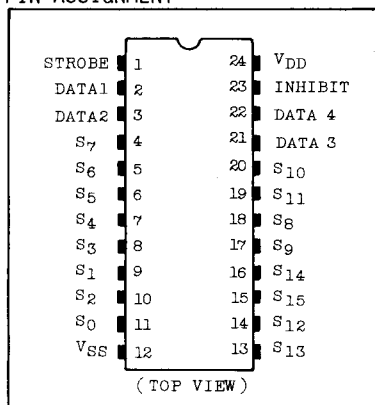 PIN ASSIGNMENT
STROBE 1 24 VDD
DATA1 2 23 INHIBIT
DATA2 3 22 DATA 4
S7 4 21 DATA 3
S6 5 20 S10
S5 6 19 S11
S4 7 18 S8
S3 8 17 S9
S1 9 16 S14
S2 10 15 S15
S0 11 14 S12
VSS 12 13 S13
(TOP VIEW)